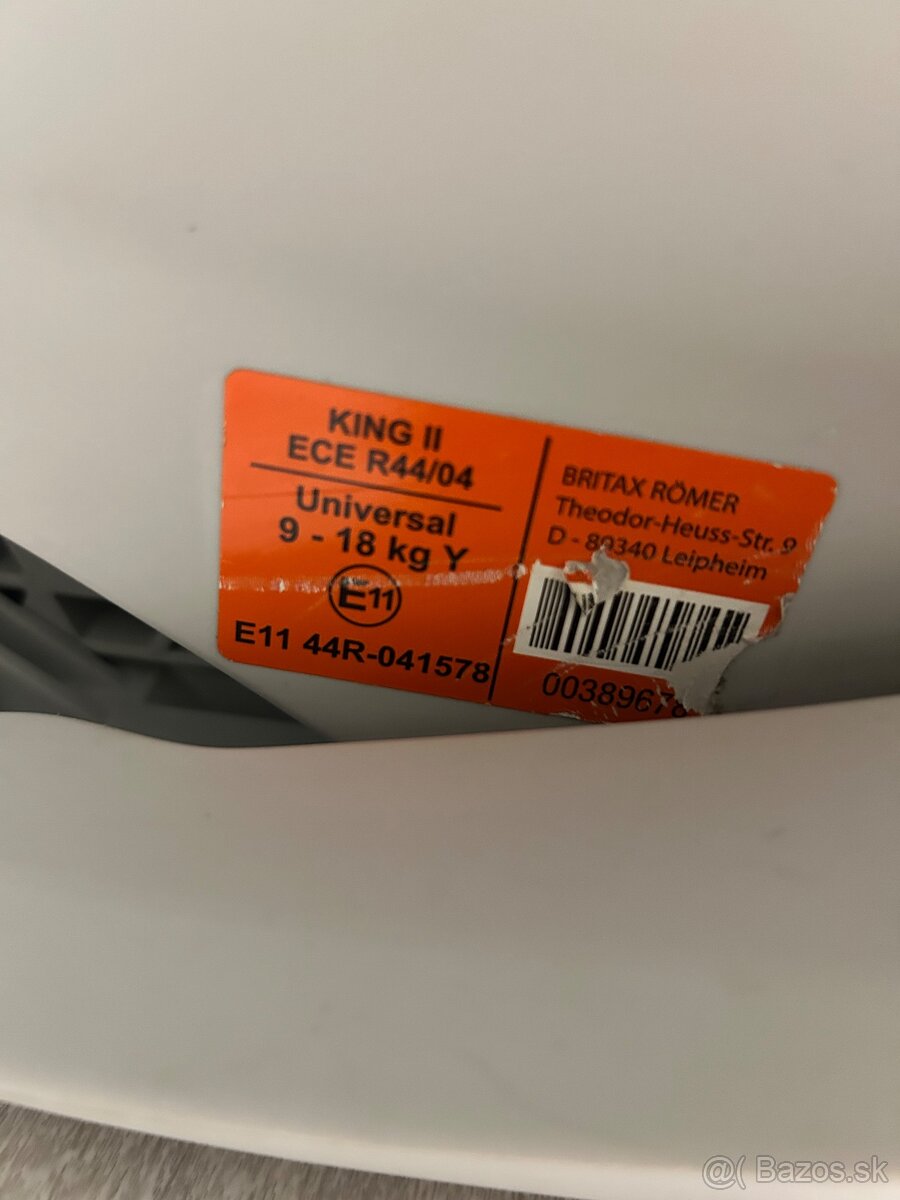 KING II
ECE R44/04
Universal
9 - 18 kg Y
E11
E11 44R-041578
BRITAX RÖMER
Theodor-Heuss-Str. 9
D - 89340 Leipheim
@( Bazos.sk